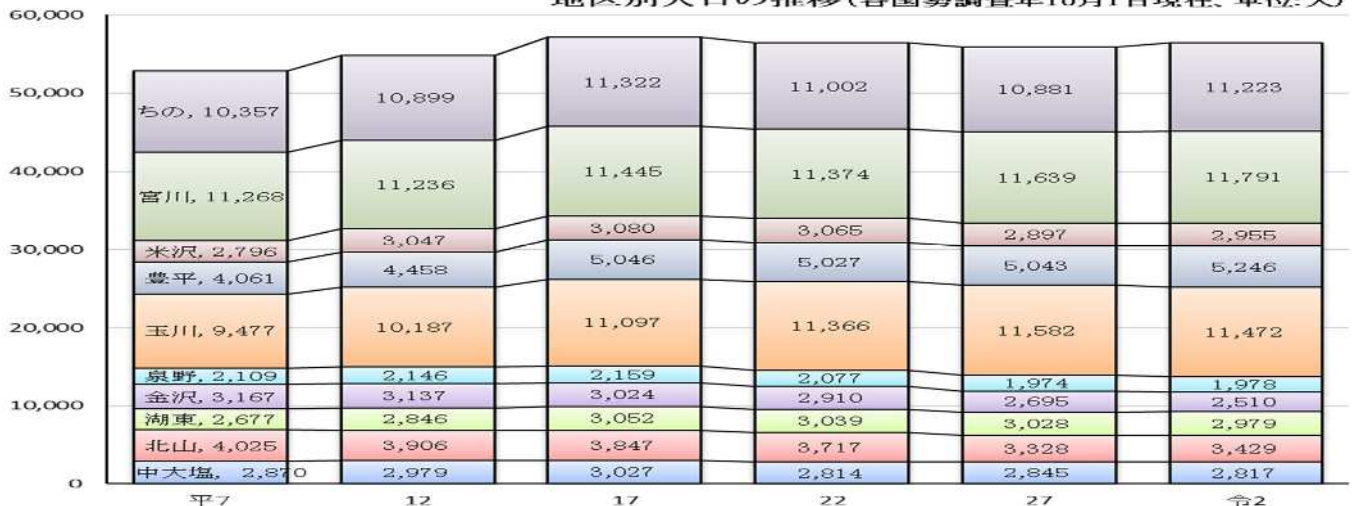 地区別人口の推移(各国勢調査年10月1日現在、単位:人)
60,000
50,000
40,000
30,000
20,000
10,000
0
ちの, 10,357 10,899 11,322 11,002 10,881 11,223
宮川, 11,268 11,236 11,445 11,374 11,639 11,791
米沢, 2,796 3,047 3,080 3,065 2,897 2,955
豊平, 4,061 4,458 5,046 5,027 5,043 5,246
玉川, 9,477 10,187 11,097 11,366 11,582 11,472
泉野, 2,109 2,146 2,159 2,077 1,974 1,978
金沢, 3,167 3,137 3,024 2,910 2,695 2,510
湖東, 2,677 2,846 3,052 3,039 3,028 2,979
北山, 4,025 3,906 3,847 3,717 3,328 3,429
中大塩, 2,870 2,979 3,027 2,814 2,845 2,817
平7 12 17 22 27 令2